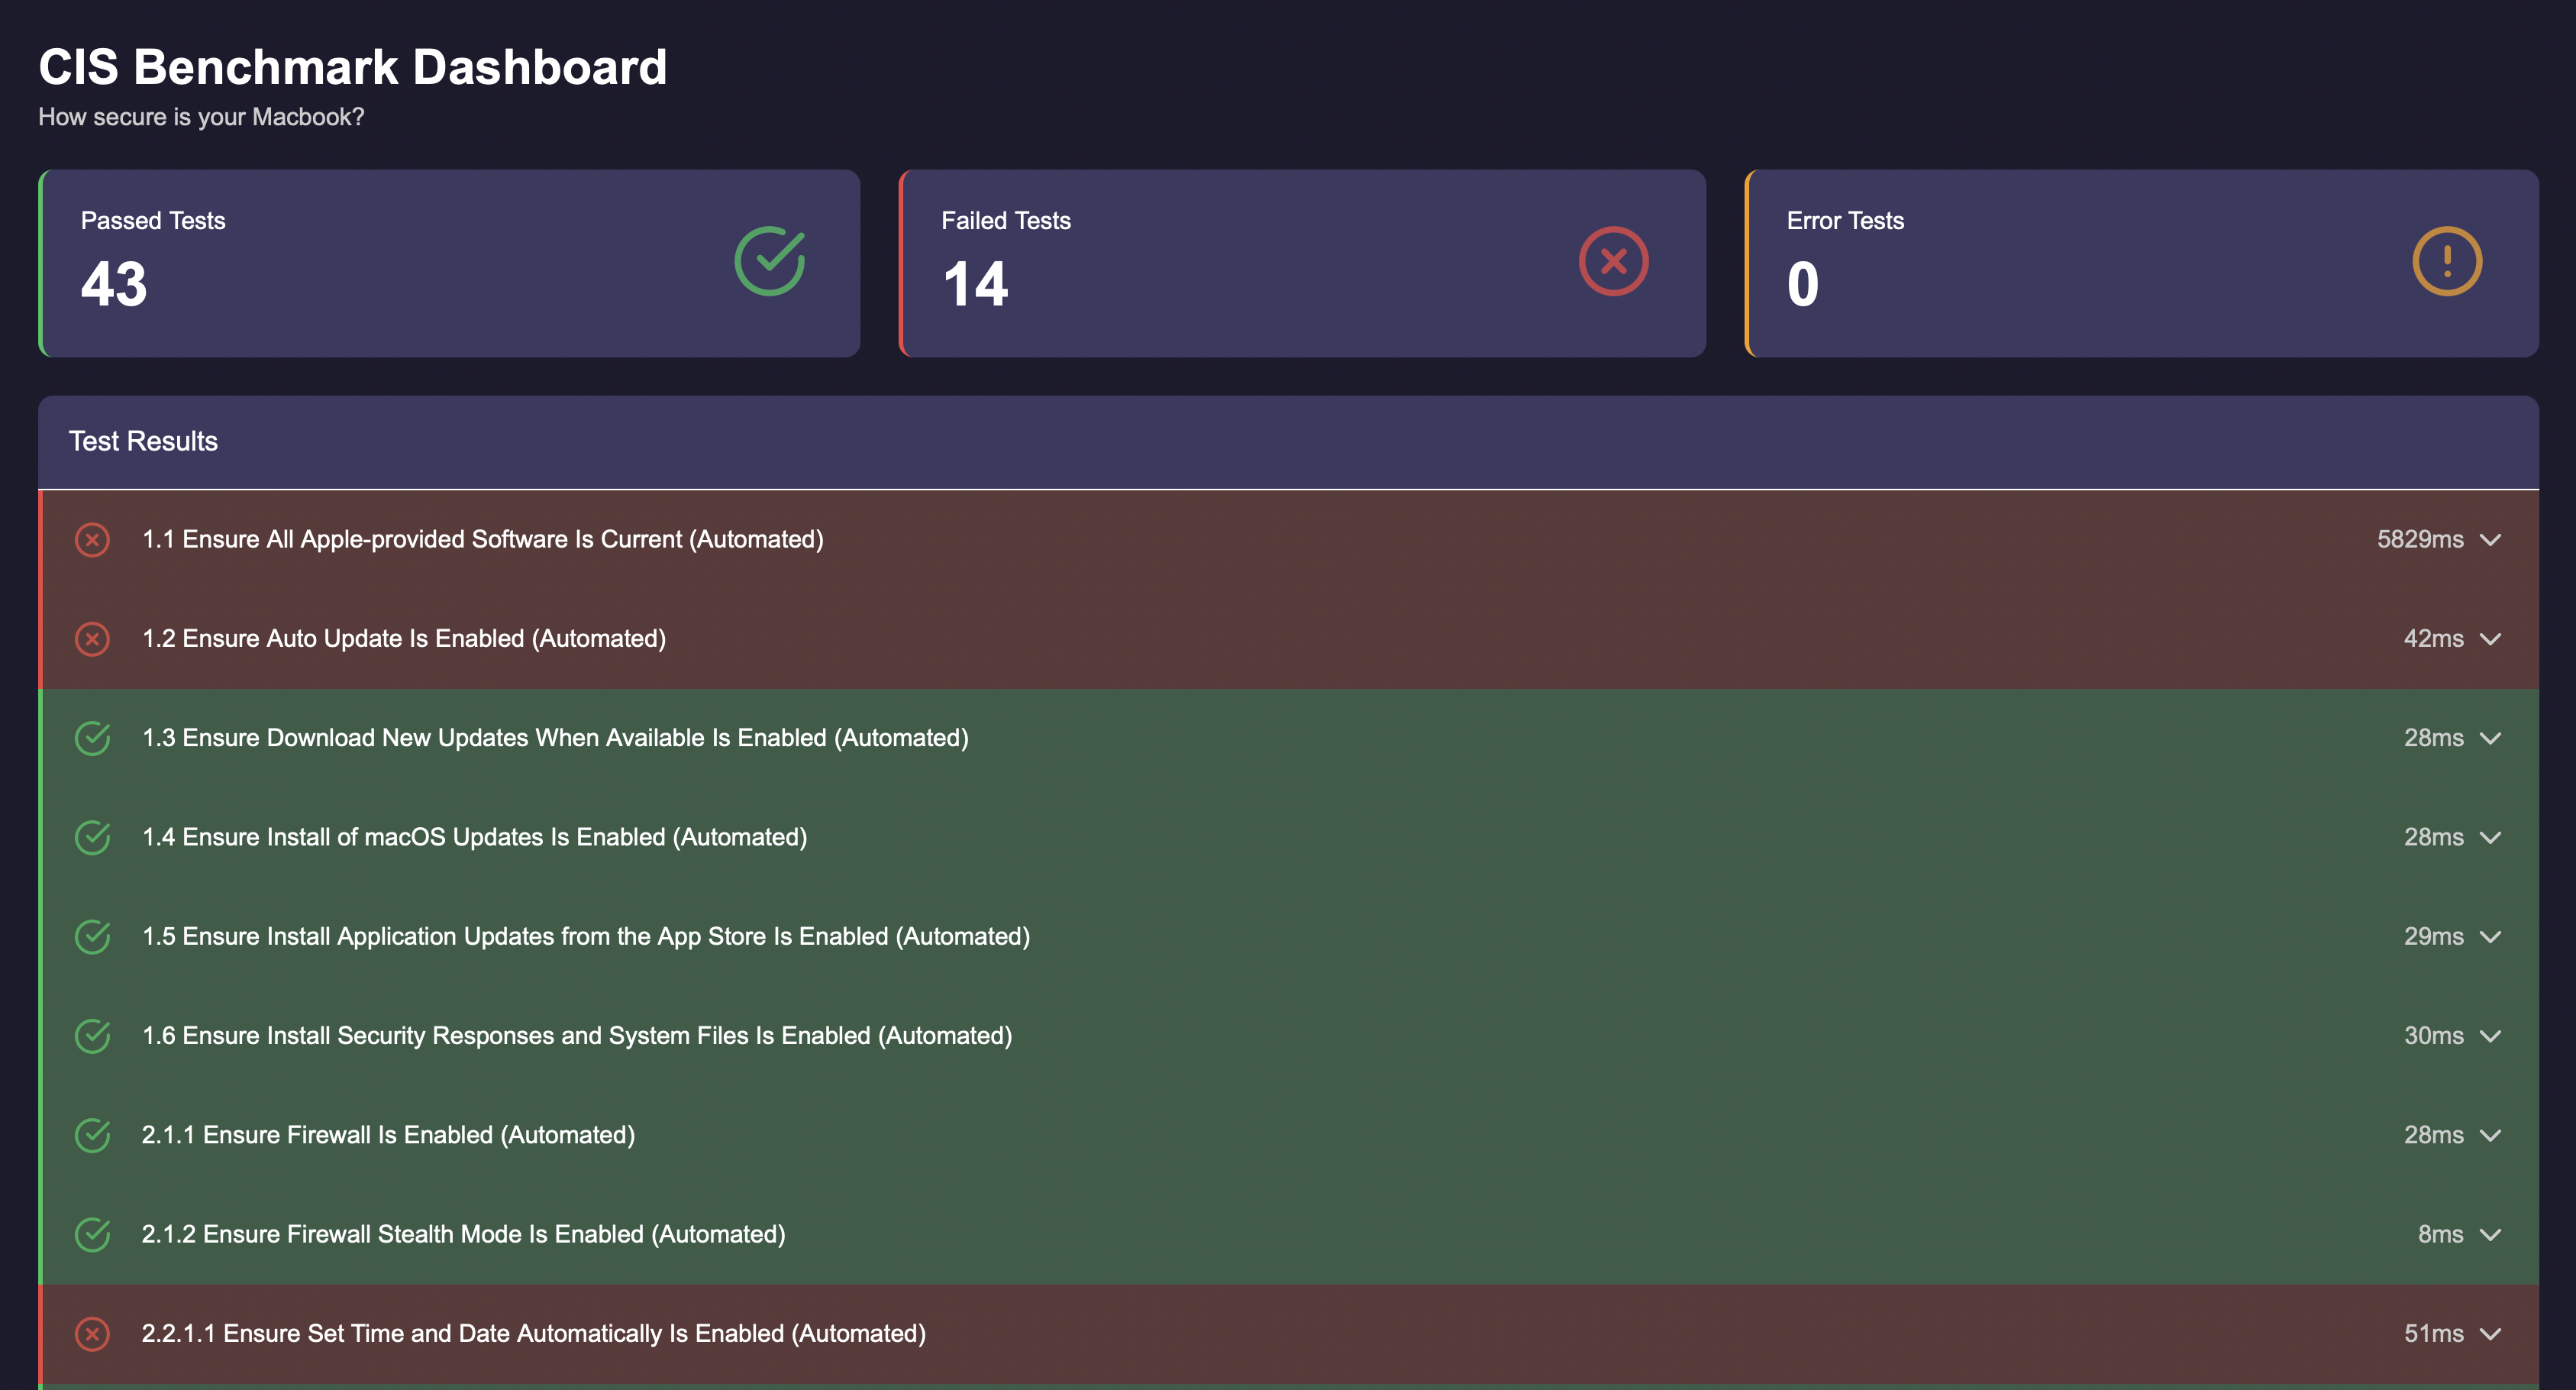 CIS Benchmark Dashboard
How secure is your Macbook?
Passed Tests
43
Failed Tests
14
Error Tests
0
Test Results
1.1 Ensure All Apple-provided Software Is Current (Automated) 5829ms
1.2 Ensure Auto Update Is Enabled (Automated) 42ms
1.3 Ensure Download New Updates When Available Is Enabled (Automated) 28ms
1.4 Ensure Install of macOS Updates Is Enabled (Automated) 28ms
1.5 Ensure Install Application Updates from the App Store Is Enabled (Automated) 29ms
1.6 Ensure Install Security Responses and System Files Is Enabled (Automated) 30ms
2.1.1 Ensure Firewall Is Enabled (Automated) 28ms
2.1.2 Ensure Firewall Stealth Mode Is Enabled (Automated) 8ms
2.2.1.1 Ensure Set Time and Date Automatically Is Enabled (Automated) 51ms